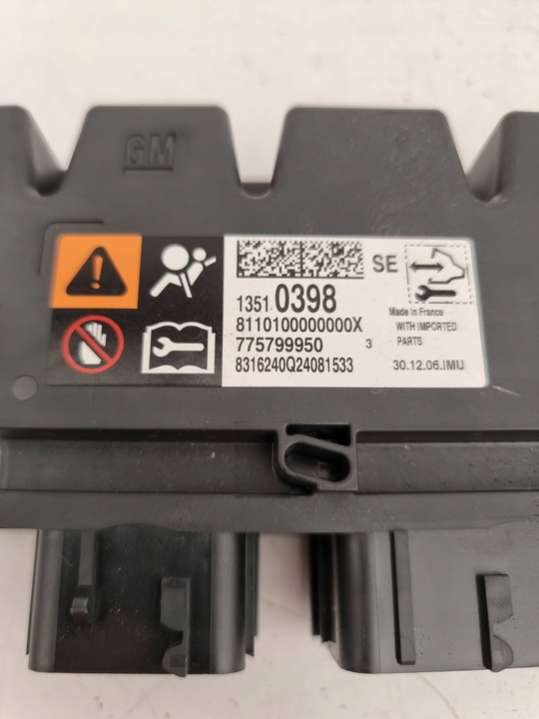 GM
SE
1351 0398
8110100000000X
775799950 3
8316240Q24081533
Made in France
WITH IMPORTED
PARTS
30.12.06.IMU